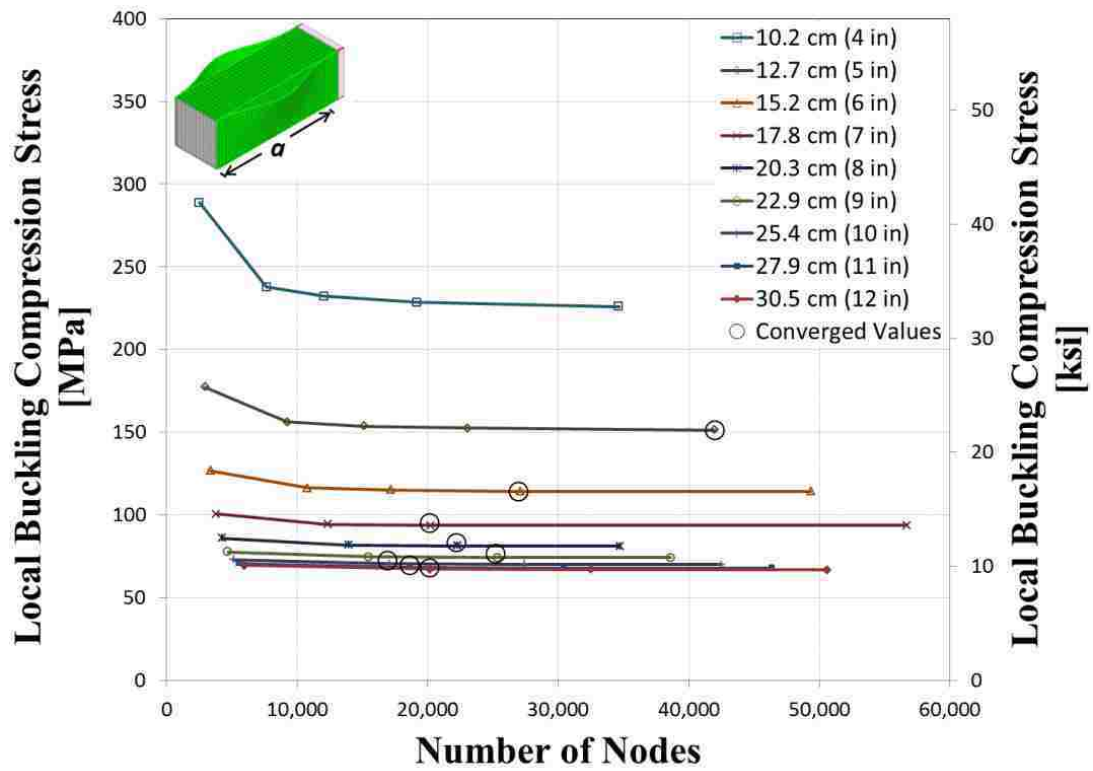 Local Buckling Compression Stress
[MPa]
400
350
300
250
200
150
100
50
0
a
10.2 cm (4 in)
12.7 cm (5 in)
15.2 cm (6 in)
17.8 cm (7 in)
20.3 cm (8 in)
22.9 cm (9 in)
25.4 cm (10 in)
27.9 cm (11 in)
30.5 cm (12 in)
Converged Values
50
40
30
20
10
0
Local Buckling Compression Stress
[ksi]
0 10,000 20,000 30,000 40,000 50,000 60,000
Number of Nodes